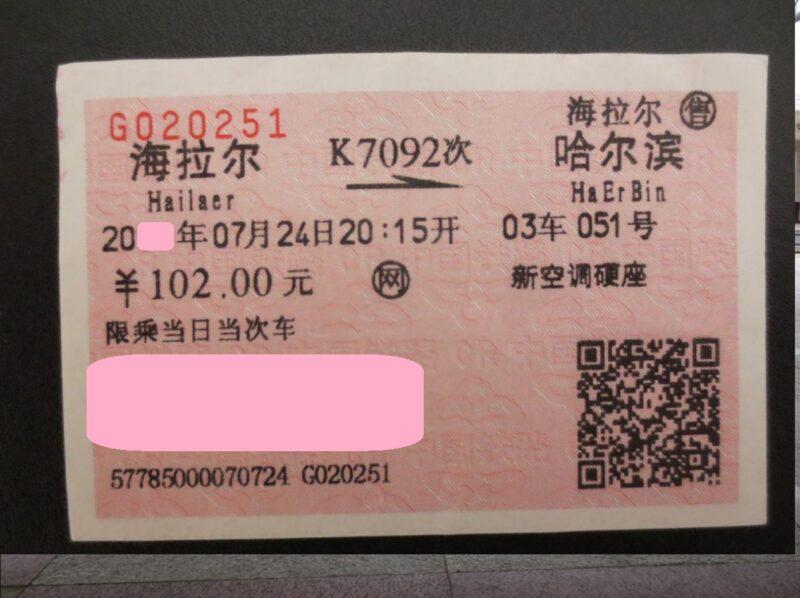 G020251
海拉尔 售
海拉尔 K7092次 哈尔滨
Hailaer HaErBin
20 年07月24日20:15开 03车 051号
¥102.00元 网 新空调硬座
限乘当日当次车
57785000070724 G020251